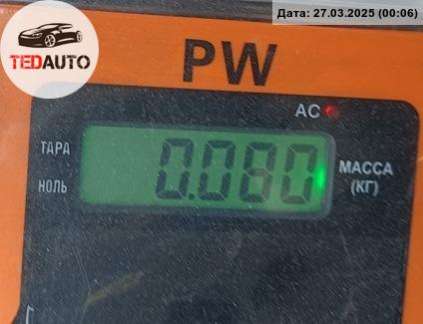 Дата: 27.03.2025 (00:06)
TEDAUTO
PW
AC
ТАРА
НОЛЬ
0.080
МАССА
(КГ)